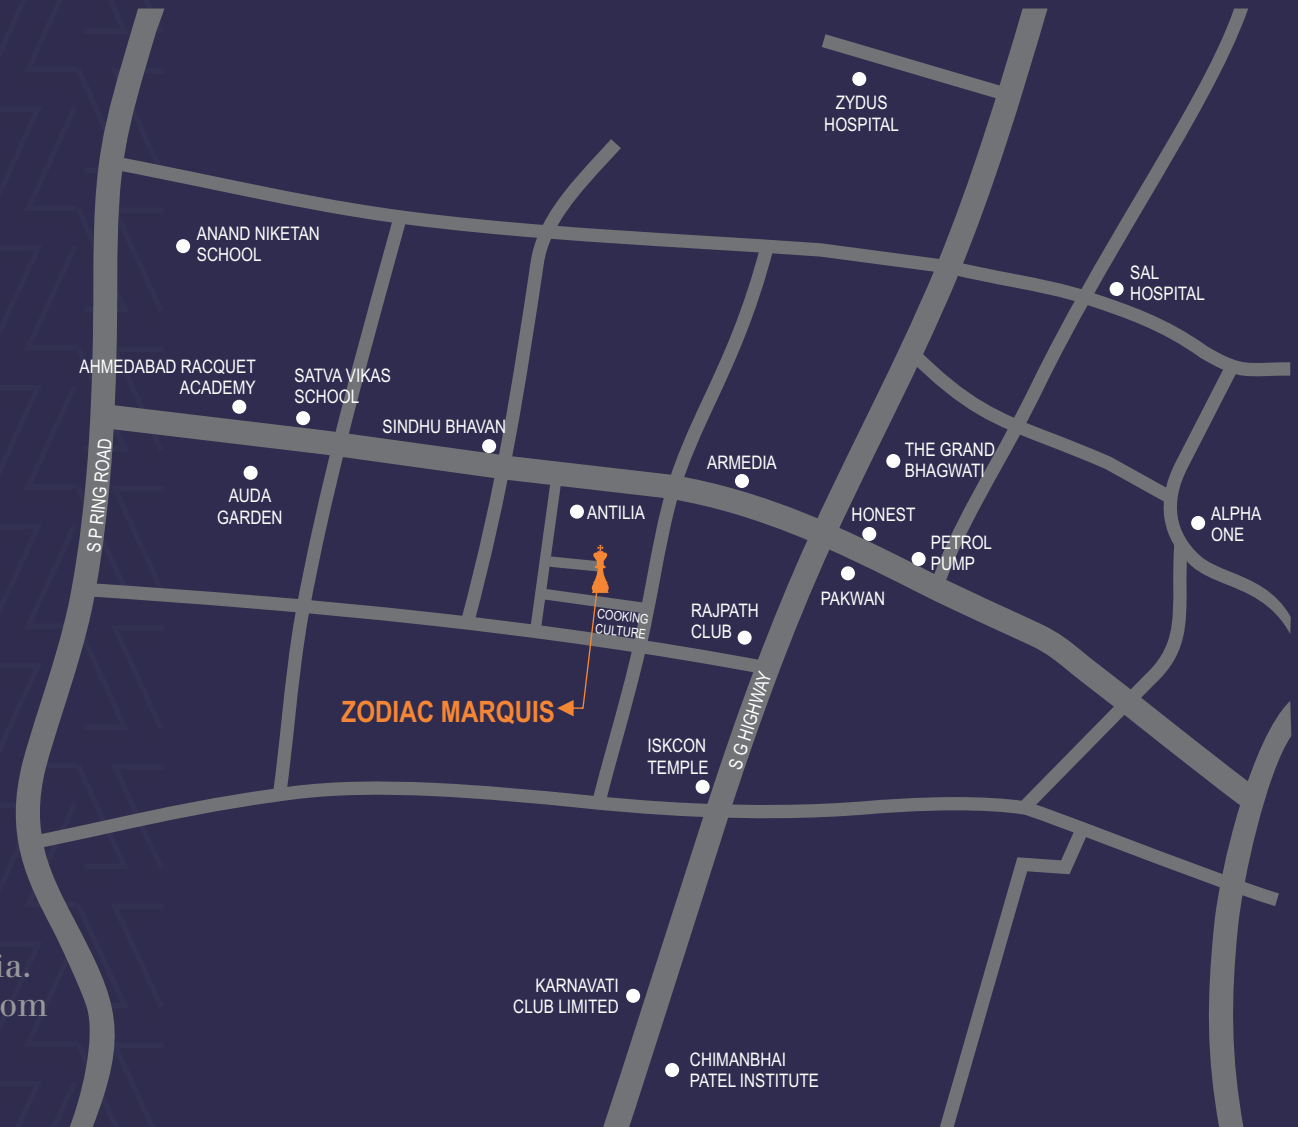 ZYDUS
HOSPITAL
ANAND NIKETAN
SCHOOL
SAL
HOSPITAL
AHMEDABAD RACQUET
ACADEMY
SATVA VIKAS
SCHOOL
SINDHU BHAVAN
THE GRAND
BHAGWATI
ARMEDIA
S P RING ROAD
AUDA
GARDEN
ANTILIA
HONEST
ALPHA
ONE
PETROL
PUMP
PAKWAN
COOKING
CULTURE
RAJPATH
CLUB
ZODIAC MARQUIS
S G HIGHWAY
ISKCON
TEMPLE
ia.
om
KARNAVATI
CLUB LIMITED
CHIMANBHAI
PATEL INSTITUTE